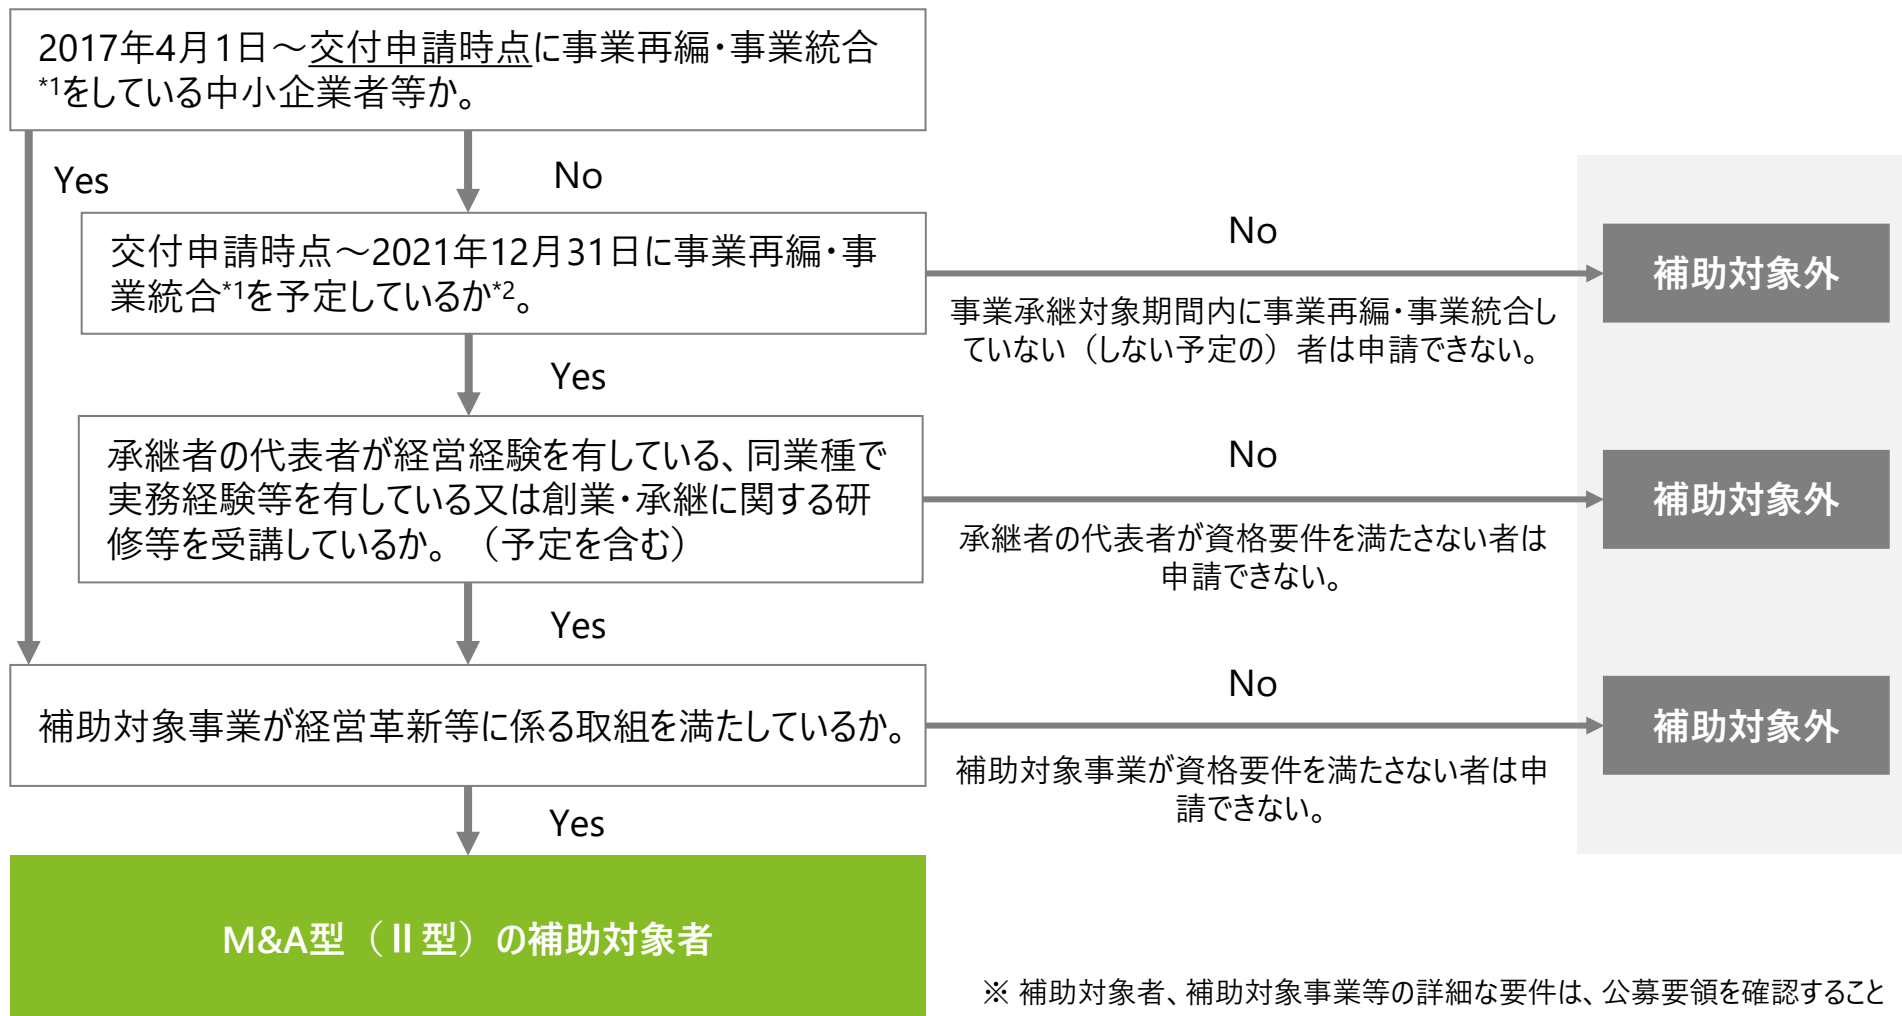 2017年4月1日～交付申請時点に事業再編・事業統合
*1をしている中小企業者等か。
Yes
No
交付申請時点～2021年12月31日に事業再編・事
業統合*1を予定しているか*2。
No
補助対象外
事業承継対象期間内に事業再編・事業統合し
ていない（しない予定の）者は申請できない。
Yes
承継者の代表者が経営経験を有している、同業種で
実務経験等を有している又は創業・承継に関する研
修等を受講しているか。（予定を含む）
No
補助対象外
承継者の代表者が資格要件を満たさない者は
申請できない。
Yes
補助対象事業が経営革新等に係る取組を満たしているか。
No
補助対象外
補助対象事業が資格要件を満たさない者は申
請できない。
Yes
M&A型（Ⅱ型）の補助対象者
※ 補助対象者、補助対象事業等の詳細な要件は、公募要領を確認すること